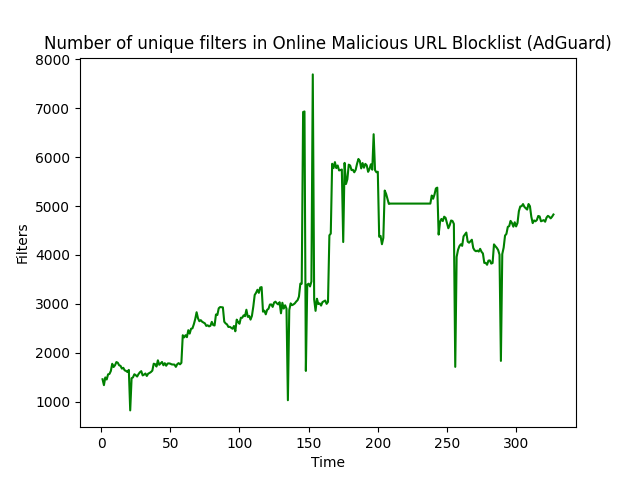 Number of unique filters in Online Malicious URL Blocklist (AdGuard)
8000
7000
6000
5000
4000
3000
2000
1000
Filters
0 50 100 150 200 250 300
Time